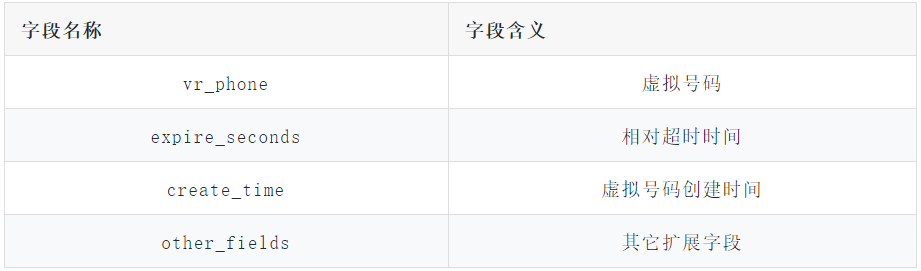 字段名称 字段含义
vr_phone 虚拟号码
expire_seconds 相对超时时间
create_time 虚拟号码创建时间
other_fields 其它扩展字段